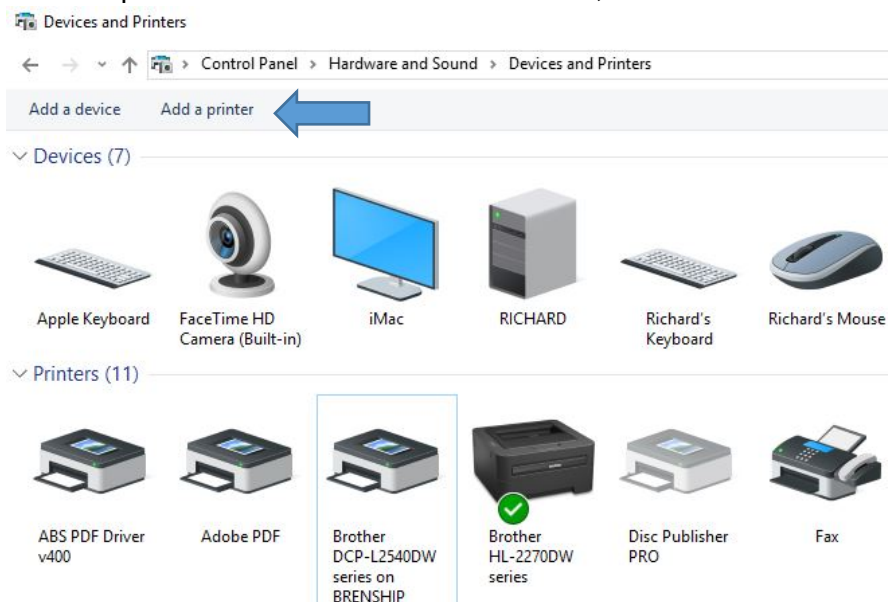 Devices and Printers
Control Panel > Hardware and Sound > Devices and Printers
Add a device Add a printer
Devices (7)
Apple Keyboard
FaceTime HD
Camera (Built-in)
iMac
RICHARD
Richard's
Keyboard
Richard's Mouse
Printers (11)
ABS PDF Driver
v400
Adobe PDF
Brother
DCP-L2540DW
series on
BRENSHIP
Brother
HL-2270DW
series
Disc Publisher
PRO
Fax